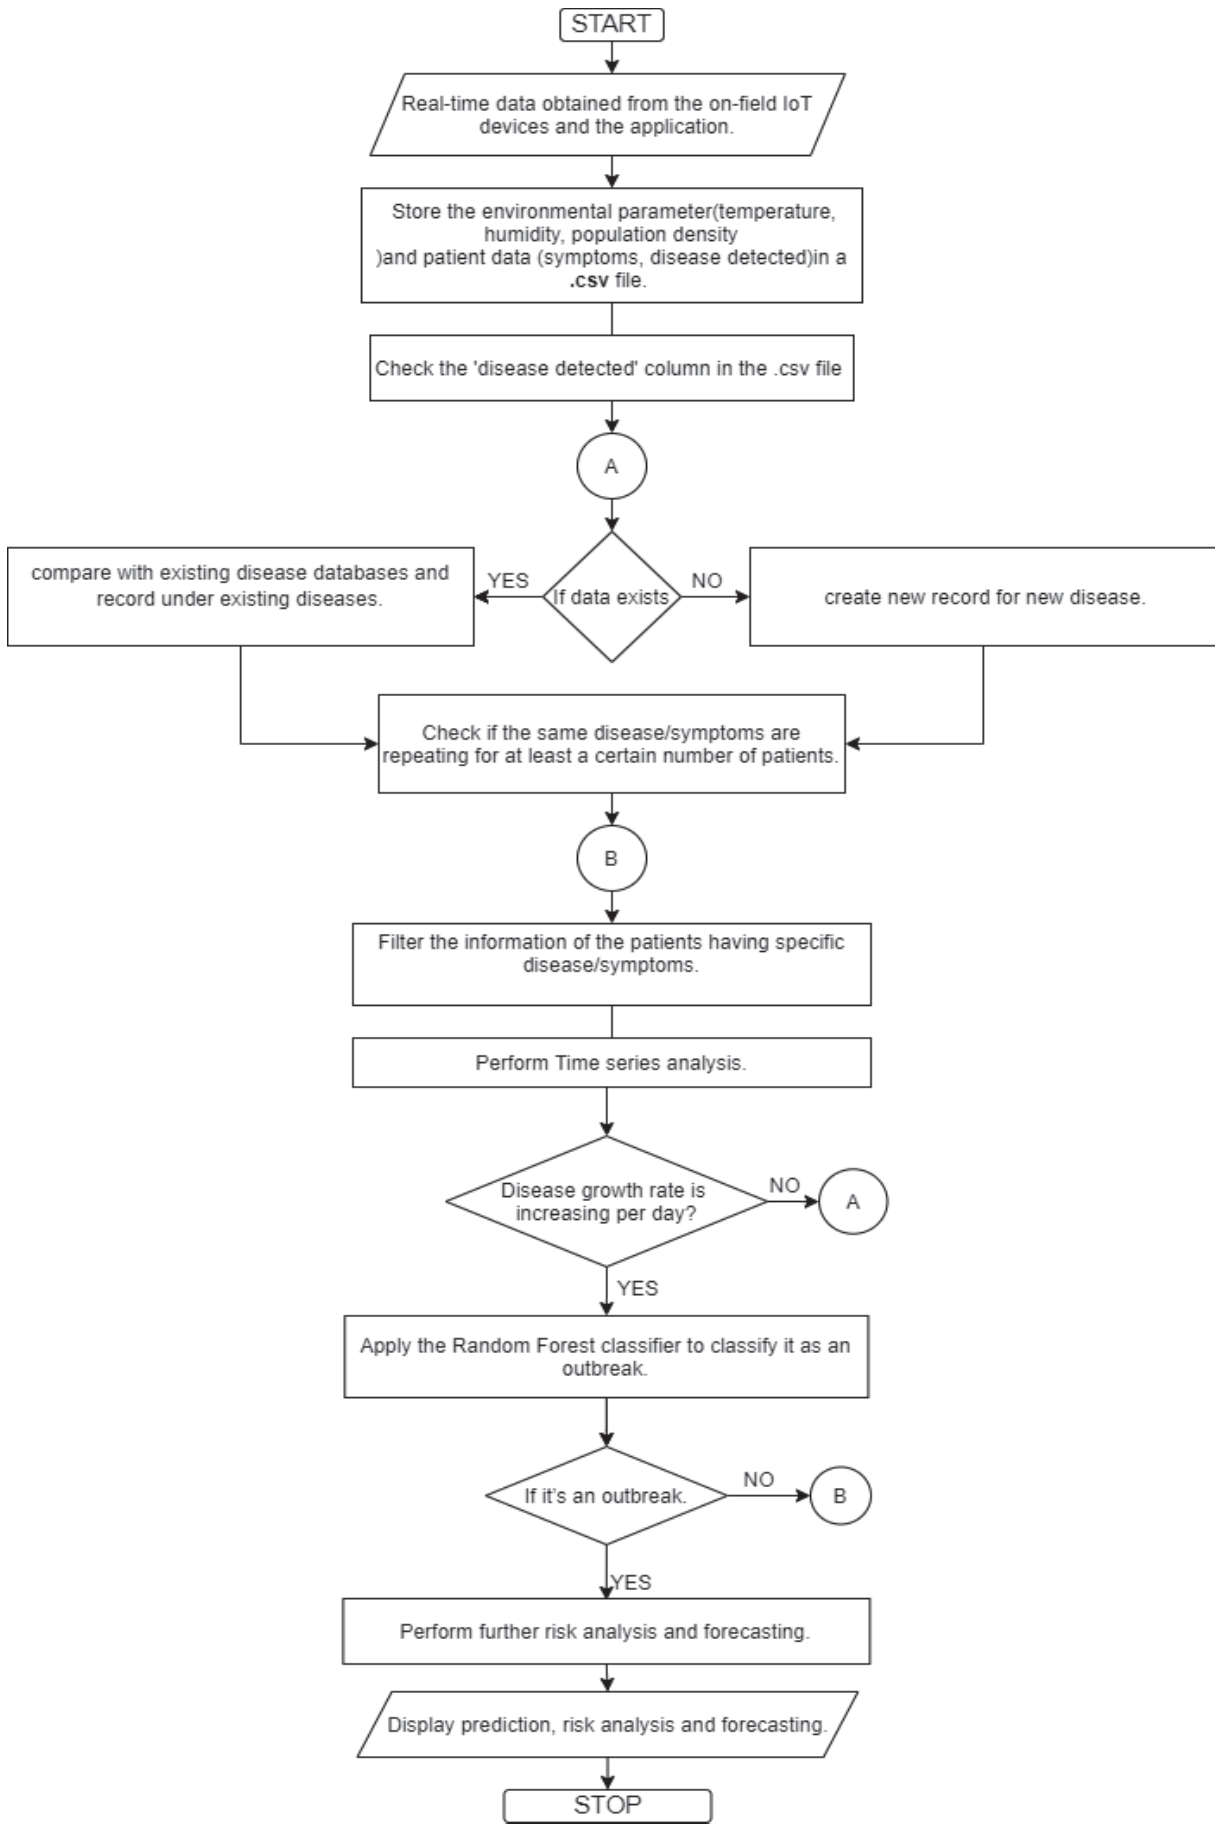 START
Real-time data obtained from the on-field IoT
devices and the application.
Store the environmental parameter(temperature,
humidity, population density
)and patient data (symptoms, disease detected)in a
.csv file.
Check the 'disease detected' column in the .csv file
A
compare with existing disease databases and
record under existing diseases.
YES
If data exists
NO
create new record for new disease.
Check if the same disease/symptoms are
repeating for at least a certain number of patients.
B
Filter the information of the patients having specific
disease/symptoms.
Perform Time series analysis.
Disease growth rate is
increasing per day?
NO
A
YES
Apply the Random Forest classifier to classify it as an
outbreak.
If it's an outbreak.
NO
B
YES
Perform further risk analysis and forecasting.
Display prediction, risk analysis and forecasting.
STOP